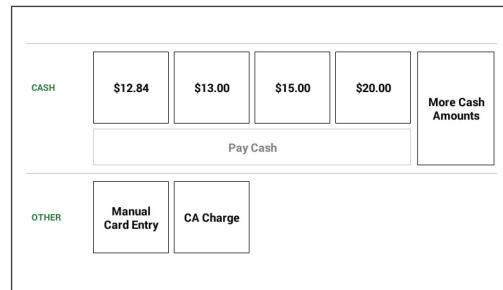 CASH
$12.84
$13.00
$15.00
$20.00
More Cash
Amounts
Pay Cash
OTHER
Manual
Card Entry
CA Charge